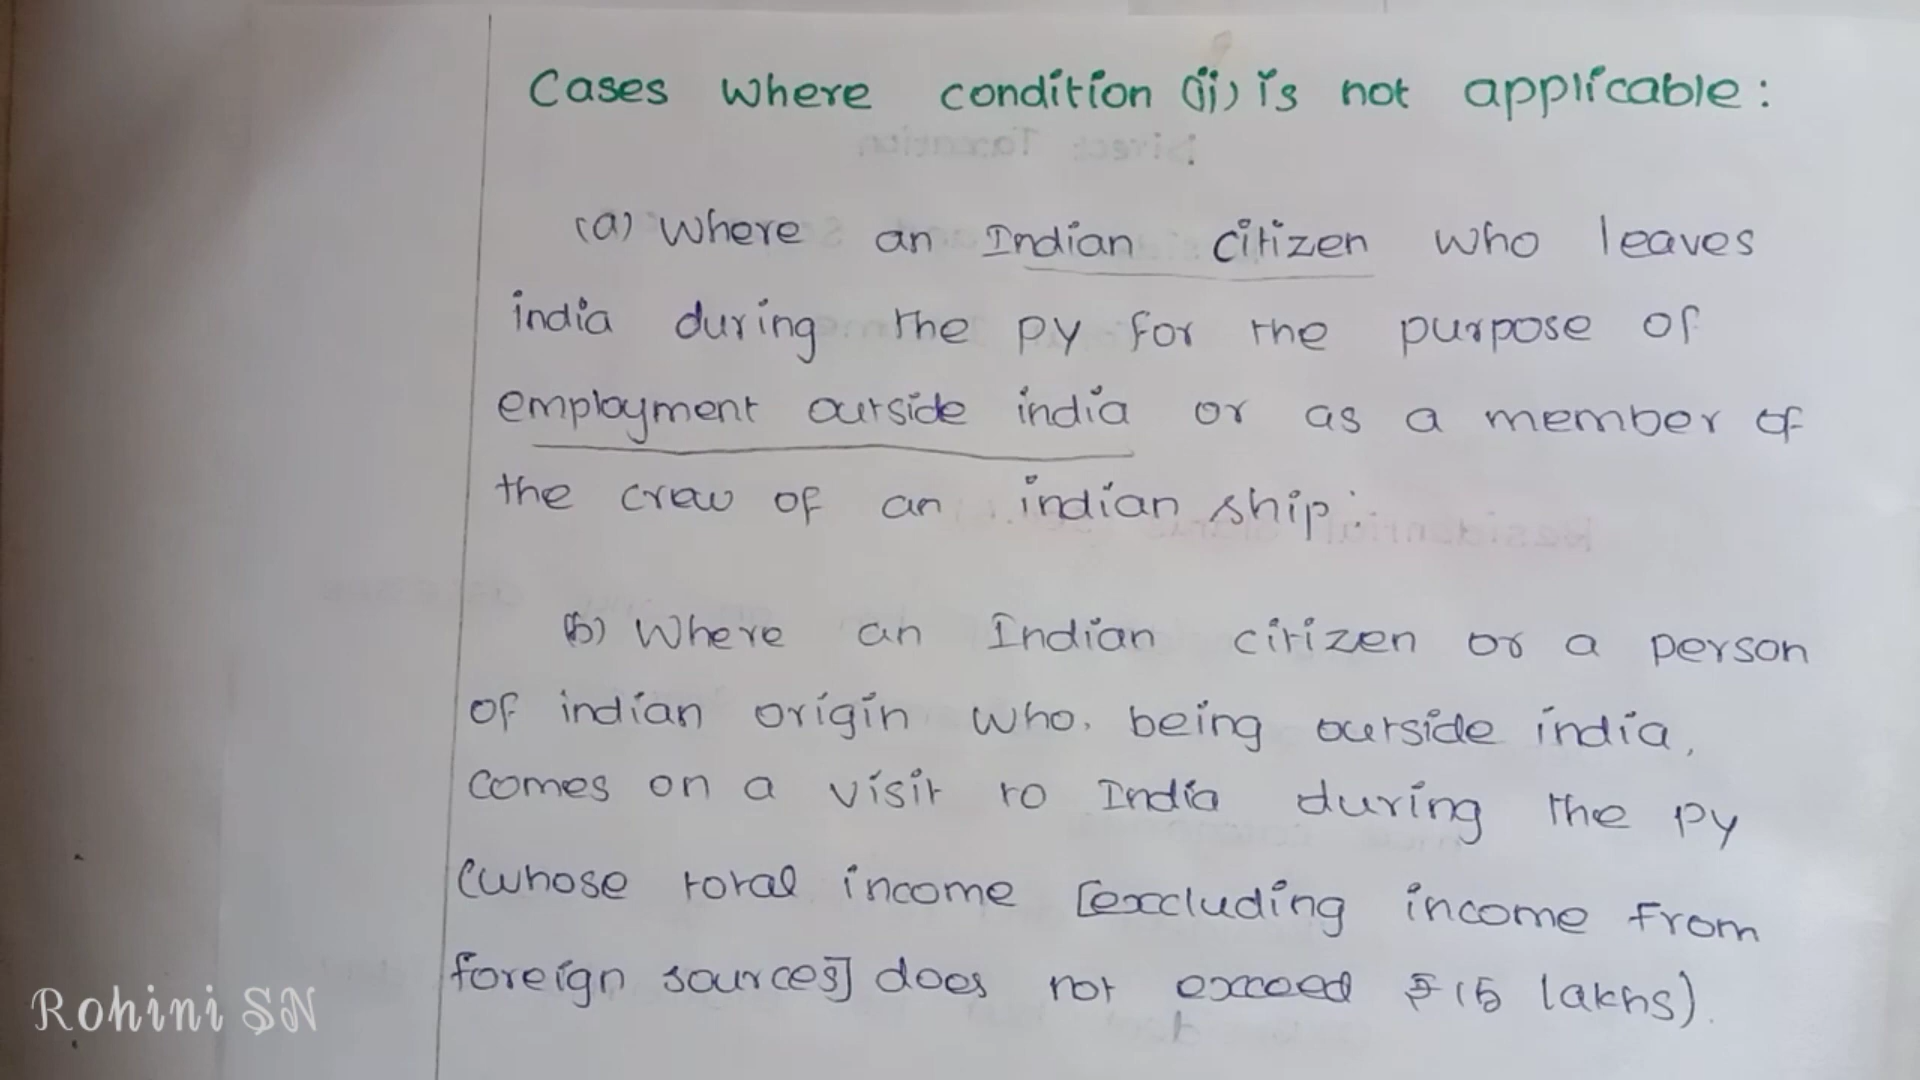 Cases where condition (ii) is not applicable:
(a) Where an Indian citizen who leaves
india during the PY for the purpose of
employment outside india or as a member of
the crew of an indian ship.
(b) Where an Indian citizen or a person
of indian origin who, being outside india,
comes on a visit to India during the PY
(whose total income [excluding income from
foreign sources] does not exceed ₹ 15 lakhs).
Rohini SN